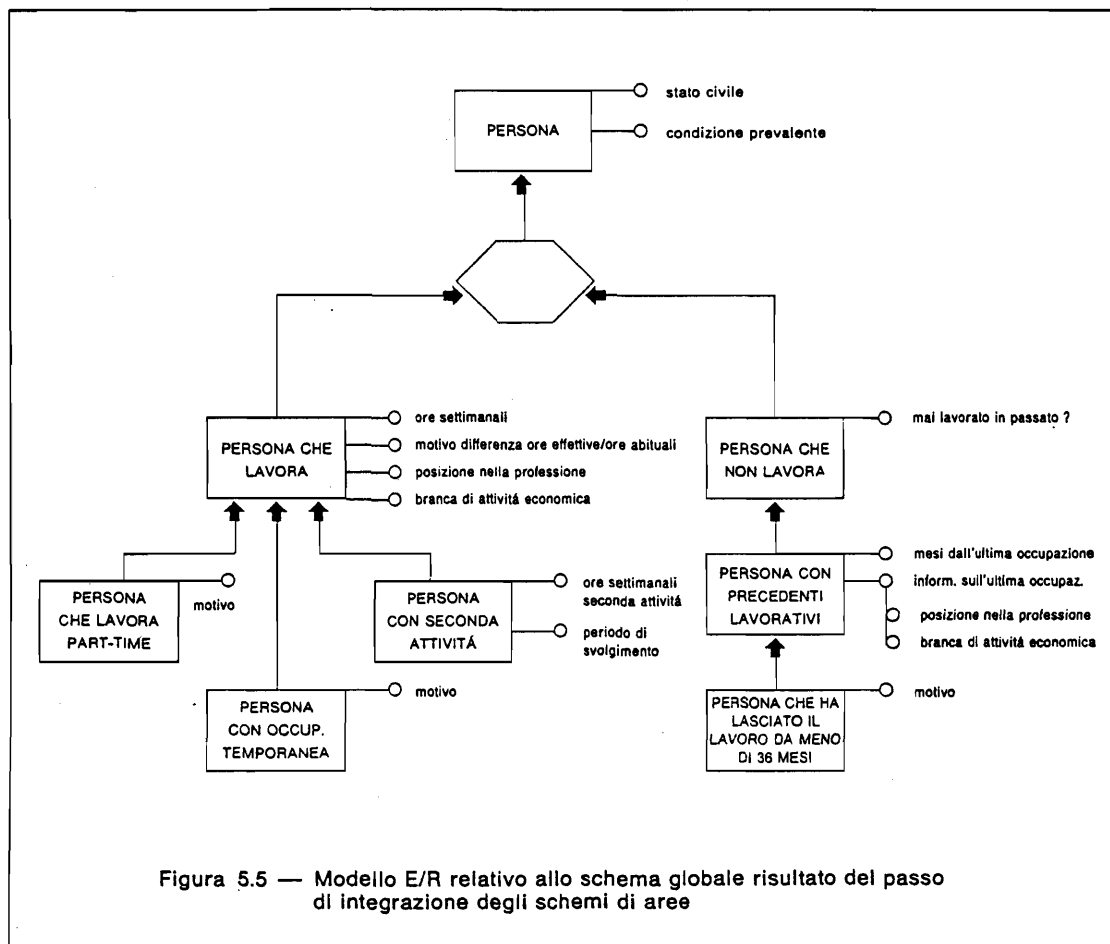 stato civile
PERSONA
condizione prevalente
ore settimanali
motivo differenza ore effettive/ore abituali
PERSONA CHE
LAVORA
posizione nella professione
branca di attivitá economica
mai lavorato in passato ?
PERSONA CHE
NON LAVORA
PERSONA
CHE LAVORA
PART-TIME
motivo
PERSONA
CON SECONDA
ATTIVITÁ
ore settimanali
seconda attivitá
periodo di
svolgimento
PERSONA CON
PRECEDENTI
LAVORATIVI
mesi dall'ultima occupazione
inform. sull'ultima occupaz.
posizione nella professione
branca di attivitá economica
PERSONA
CON OCCUP.
TEMPORANEA
motivo
PERSONA CHE HA
LASCIATO IL
LAVORO DA MENO
DI 36 MESI
motivo
Figura 5.5 — Modello E/R relativo allo schema globale risultato del passo
di integrazione degli schemi di aree